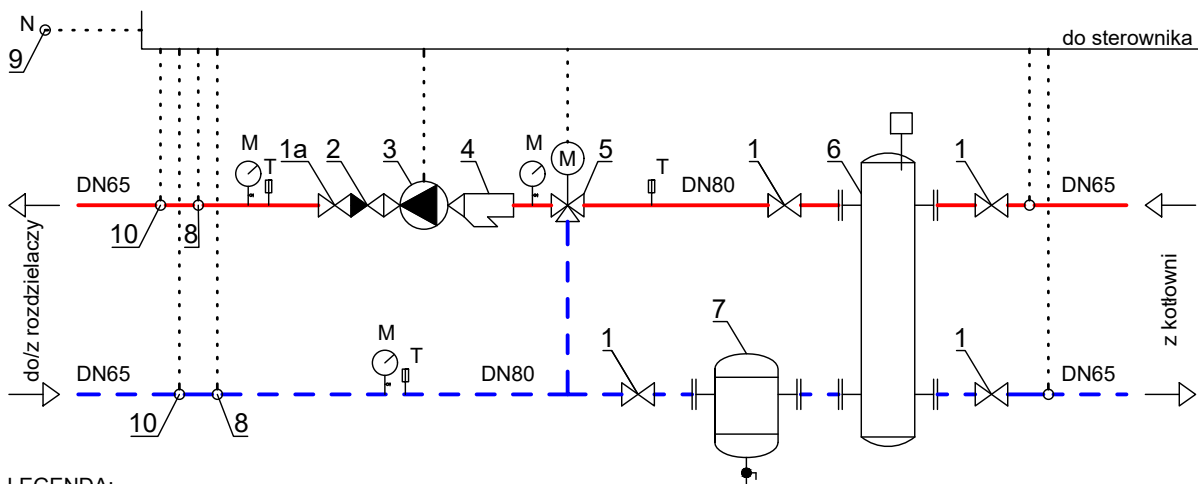 N
9
do sterownika
M
T
1a
2
3
4
M
M
5
T
1
6
1
DN65
DN80
DN65
10
8
do/z rozdzielaczy
z kotłowni
7
M
T
1
1
DN65
DN80
DN65
10
8
LEGENDA: